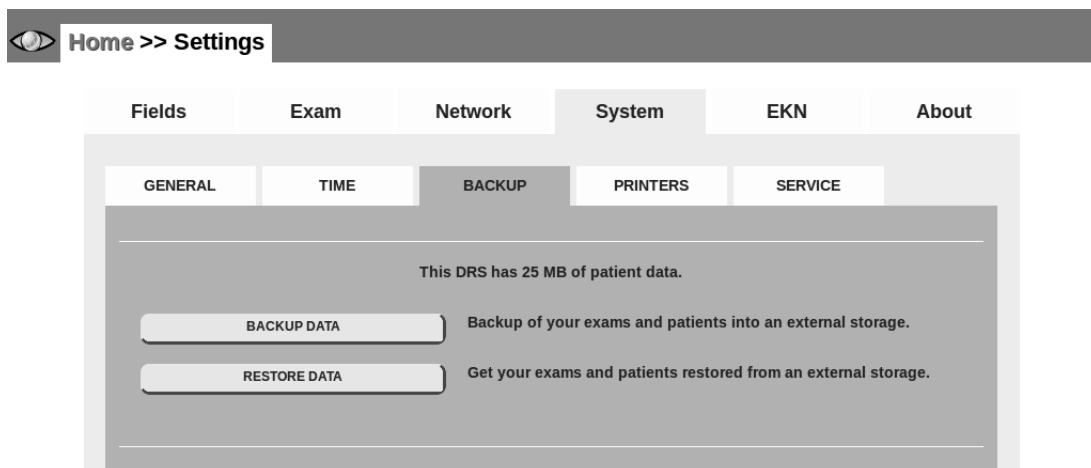 Home >> Settings
Fields Exam Network System EKN About
GENERAL TIME BACKUP PRINTERS SERVICE
This DRS has 25 MB of patient data.
BACKUP DATA Backup of your exams and patients into an external storage.
RESTORE DATA Get your exams and patients restored from an external storage.